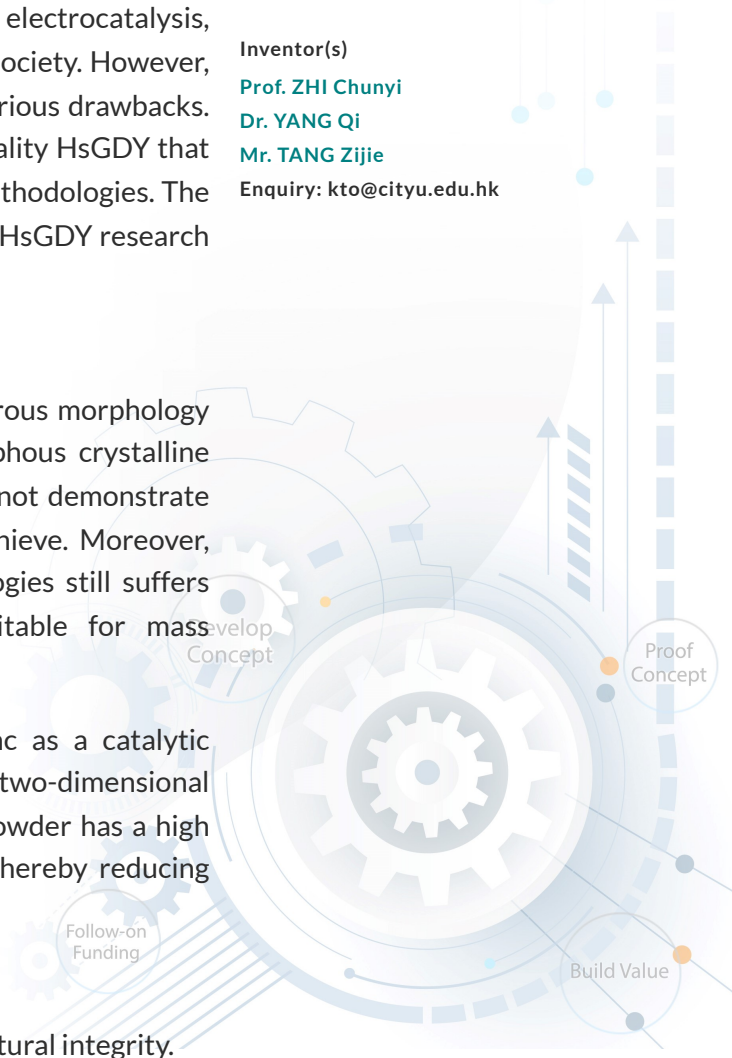 electrocatalysis,
ociety. However,
rious drawbacks.
ality HsGDY that
thodologies. The
HsGDY research
Inventor(s)
Prof. ZHI Chunyi
Dr. YANG Qi
Mr. TANG Zijie
Enquiry: kto@cityu.edu.hk
rous morphology
phous crystalline
not demonstrate
hieve. Moreover,
ogies still suffers
itable for mass
Develop
Concept
Proof
Concept
nc as a catalytic
two-dimensional
owder has a high
hereby reducing
Follow-on
Funding
Build Value
tural integrity.